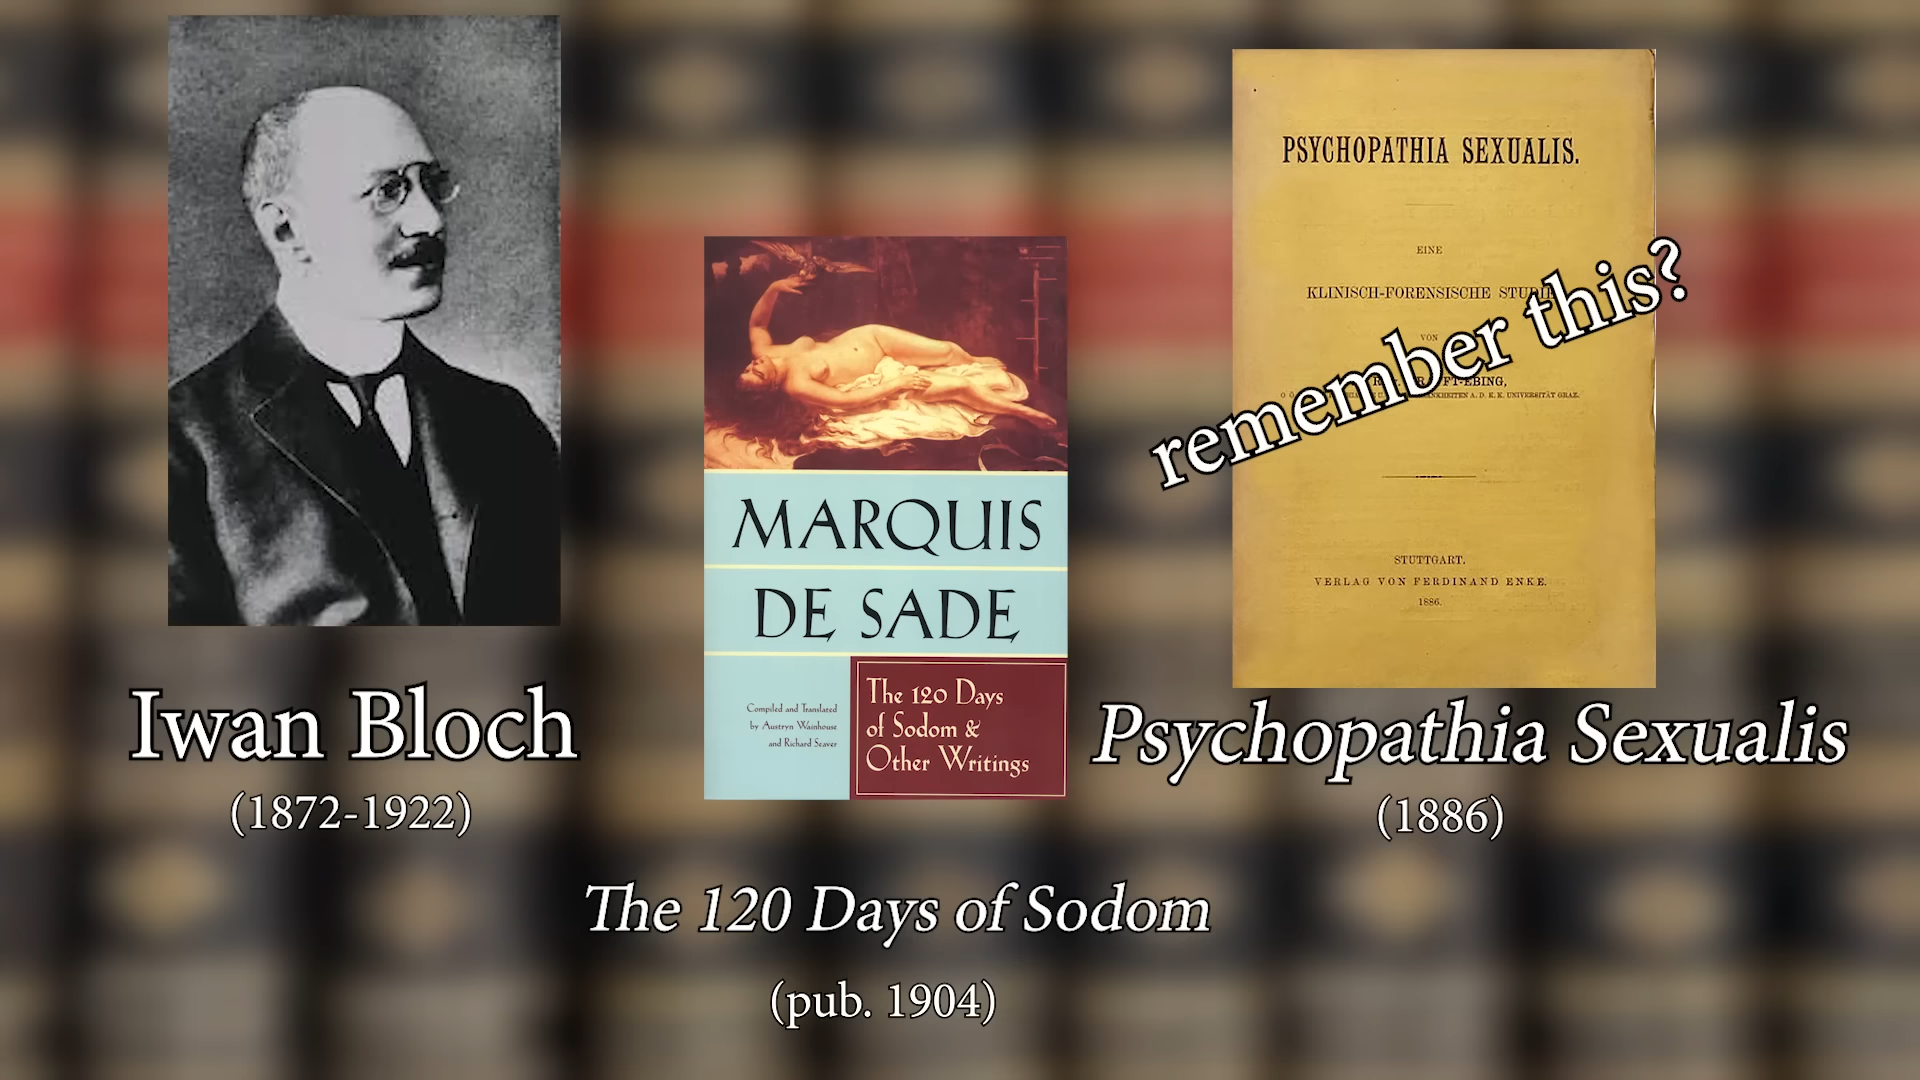 Iwan Bloch
(1872-1922)
MARQUIS
DE SADE
Compiled and Translated
by Austryn Wainhouse
and Richard Seaver
The 120 Days
of Sodom &
Other Writings
The 120 Days of Sodom
(pub. 1904)
PSYCHOPATHIA SEXUALIS.
EINE
KLINISCH-FORENSISCHE
VON
remember this?
STUTTGART.
VERLAG VON FERDINAND ENKE.
1886.
Psychopathia Sexualis
(1886)